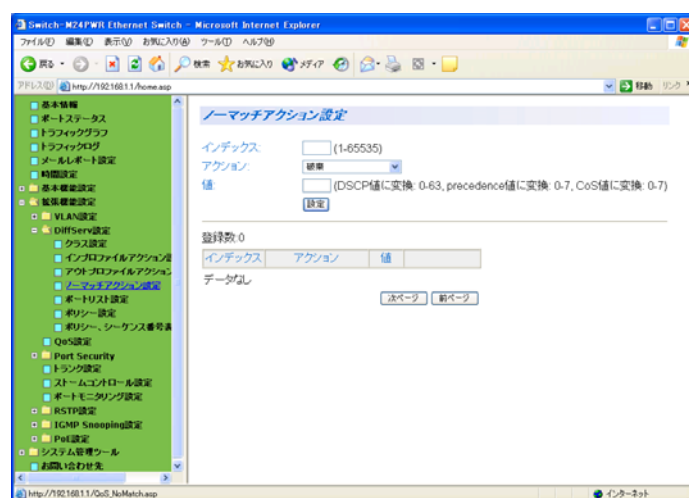 Switch-M24PWR Ethernet Switch - Microsoft Internet Explorer
ファイル(F) 編集(E) 表示(V) お気に入り(A) ツール(T) ヘルプ(H)
戻る 検索 お気に入り メディア
アドレス(D) http://192.168.1.1/home.asp 移動 リンク
基本情報
ポートステータス
トラフィックグラフ
トラフィックログ
メールレポート設定
時間設定
基本機能設定
拡張機能設定
VLAN設定
DiffServ設定
クラス設定
インプロファイルアクション設
アウトプロファイルアクション
ノーマッチアクション設定
ポートリスト設定
ポリシー設定
ポリシー、シーケンス番号表
QoS設定
Port Security
トランク設定
ストームコントロール設定
ポートモニタリング設定
RSTP設定
IGMP Snooping設定
PoE設定
システム管理ツール
お問い合わせ先
ノーマッチアクション設定
インデックス: (1-65535)
アクション: 破棄
値: (DSCP値に変換: 0-63, precedence値に変換: 0-7, CoS値に変換: 0-7)
設定
登録数:0
インデックス アクション 値
データなし
次ページ 前ページ
http://192.168.1.1/QoS_NoMatch.asp インターネット